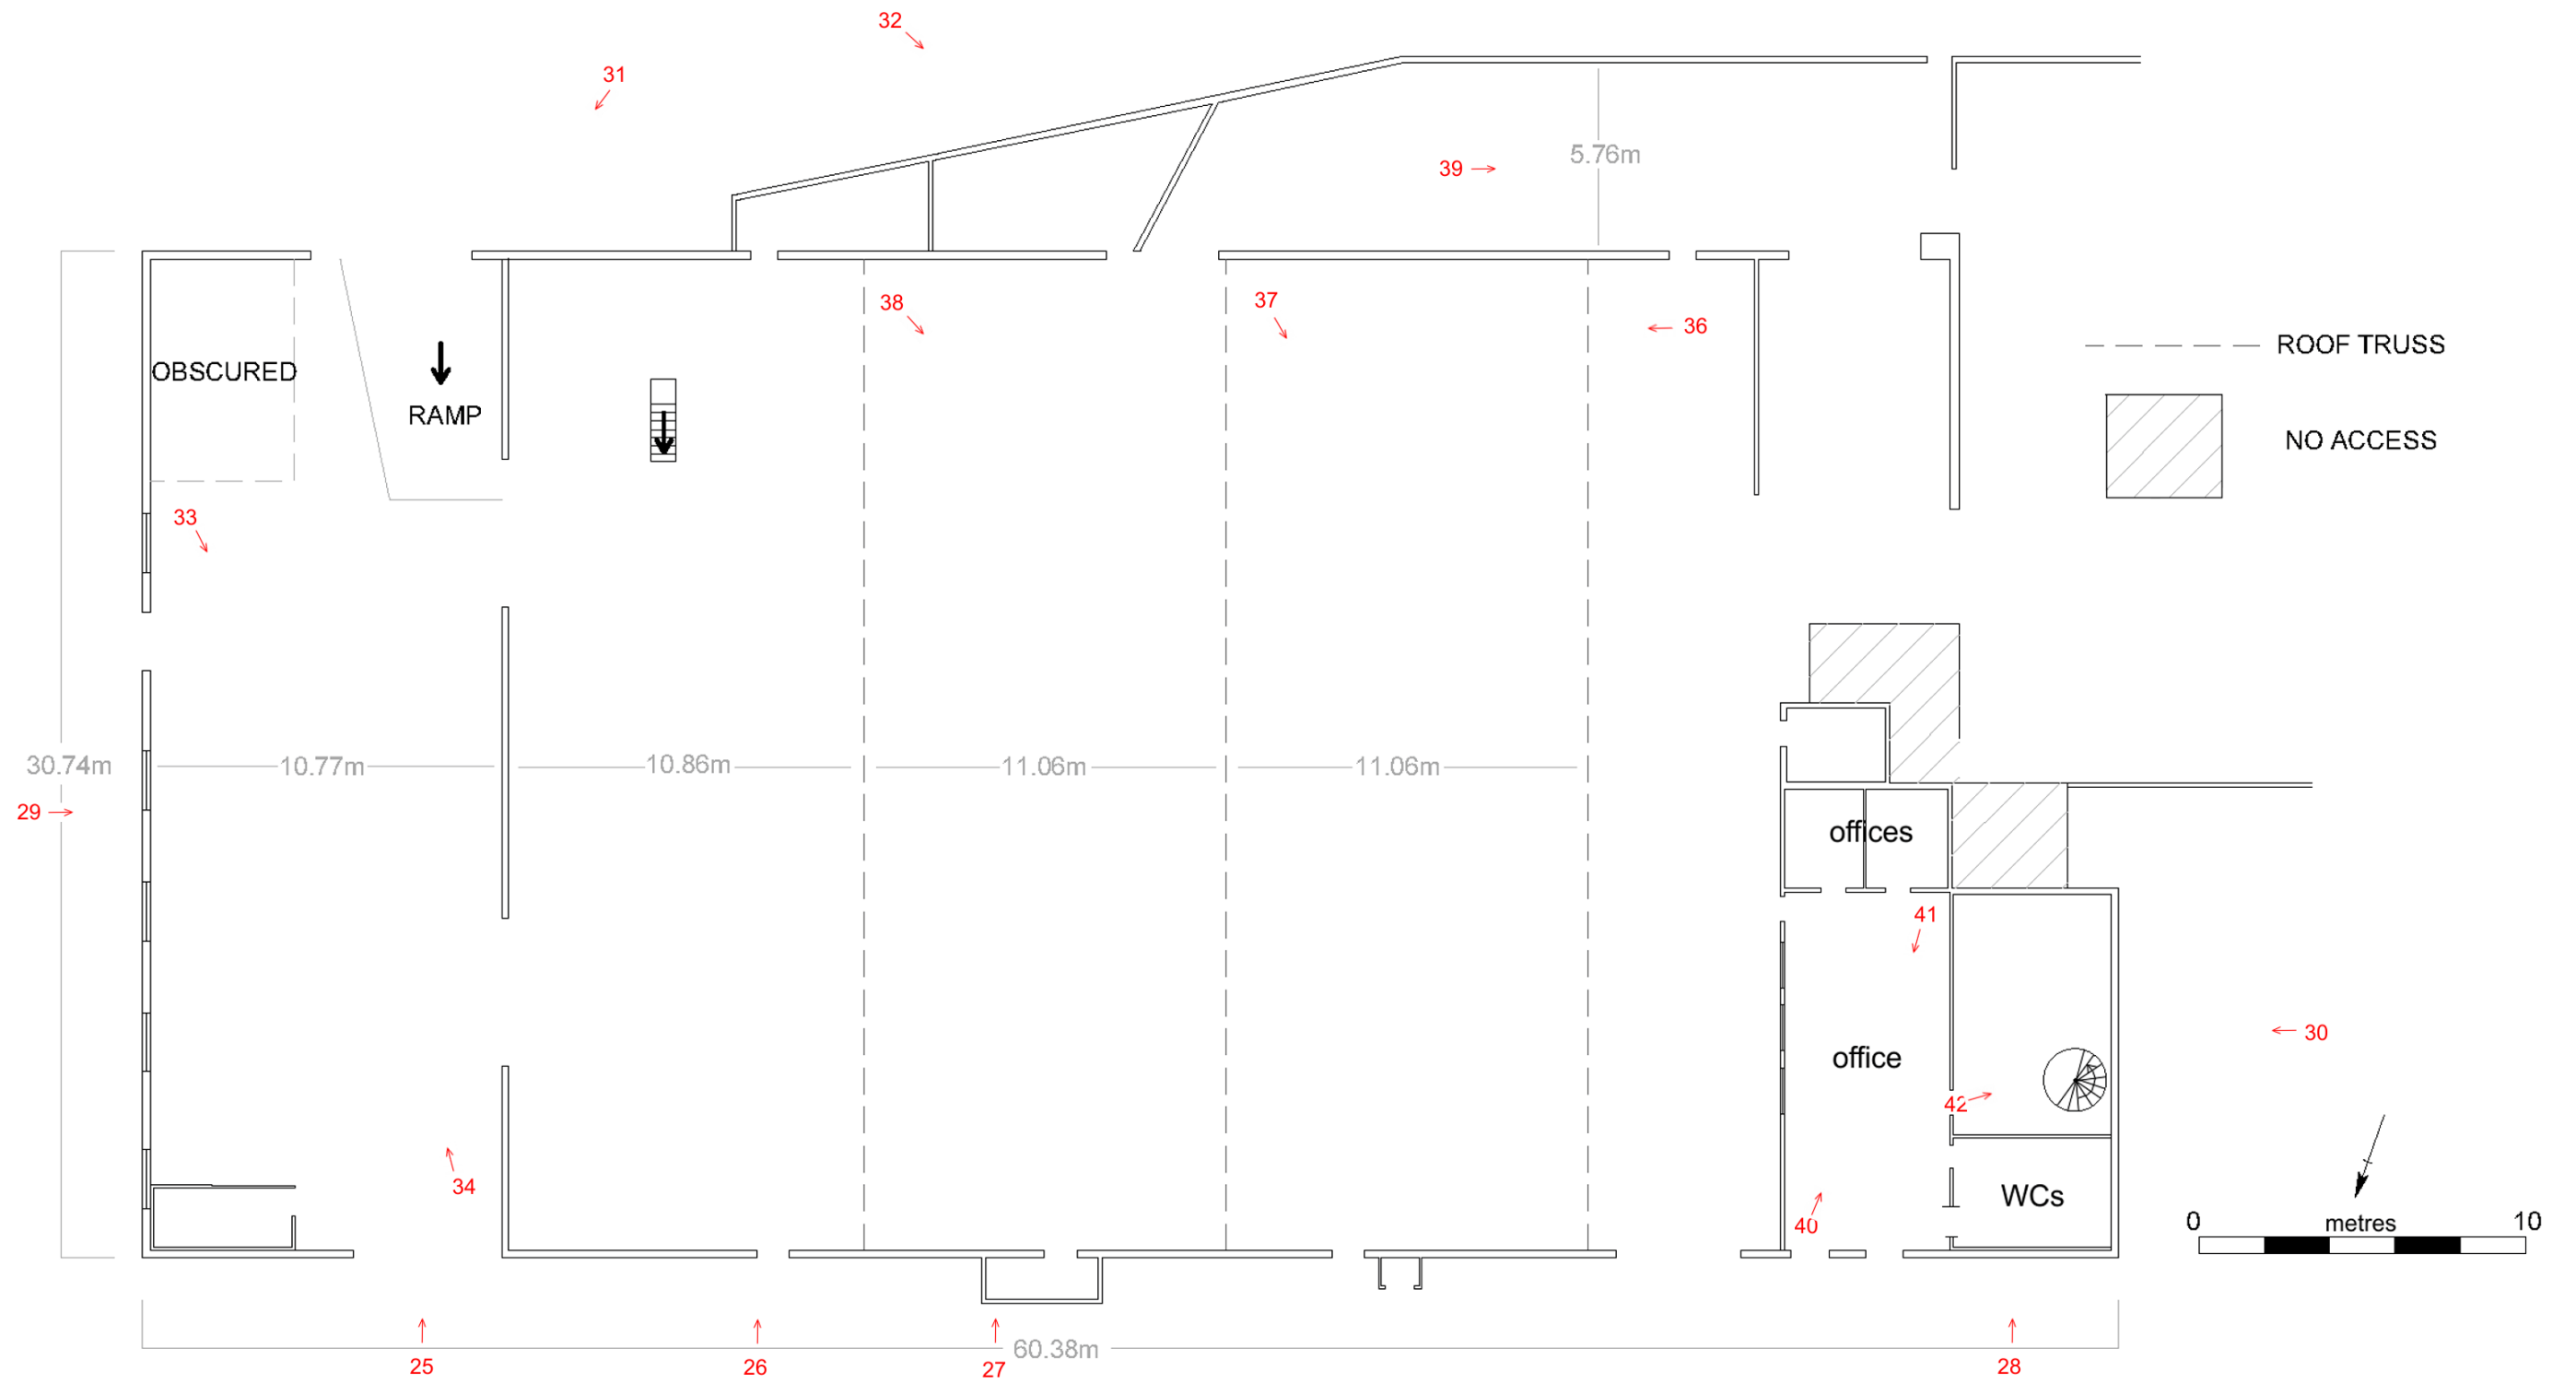 32
31
39
5.76m
38
37
36
ROOF TRUSS
OBSCURED
RAMP
NO ACCESS
33
30.74m
10.77m
10.86m
11.06m
11.06m
29
offices
41
30
office
42
34
40
WCs
0
metres
10
60.38m
25
26
27
28